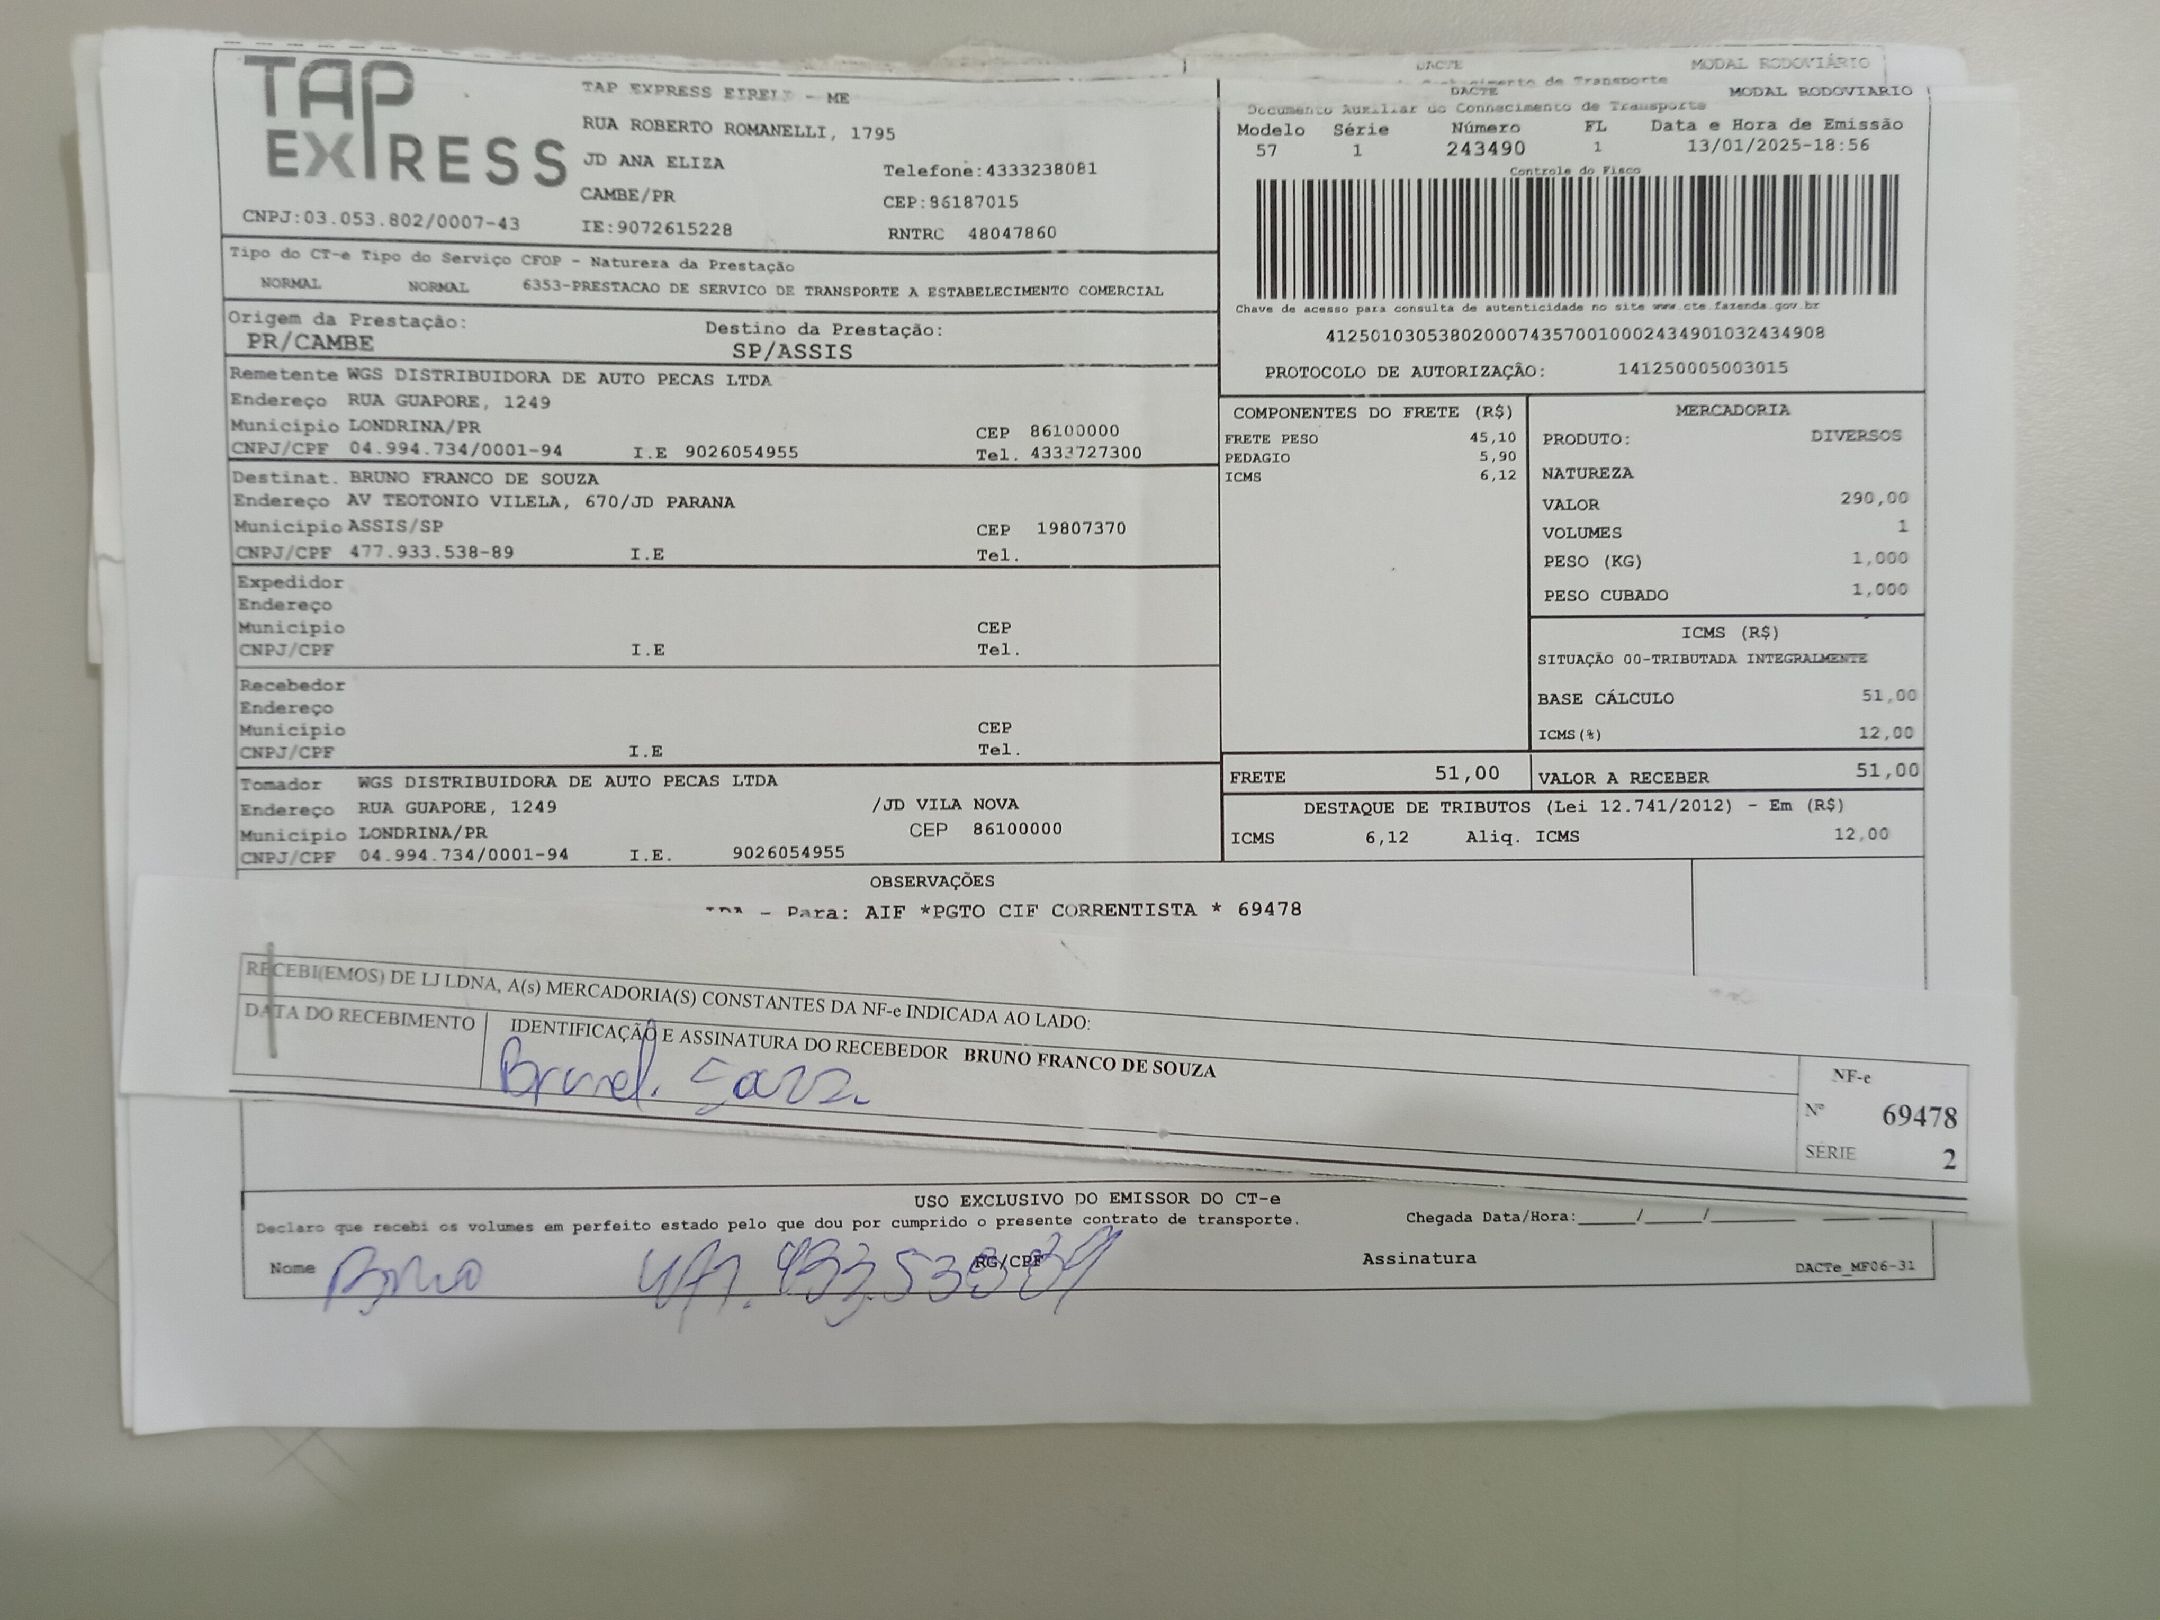 TAP EXPRESS
TAP EXPRESS EIRELI - ME
RUA ROBERTO ROMANELLI, 1795
JD ANA ELIZA
Telefone:4333238081
CAMBE/PR
CEP:86187015
CNPJ:03.053.802/0007-43
IE:9072615228
RNTRC 48047860
DACTE MODAL RODOVIÁRIO
de Transporte
DACTE MODAL RODOVIARIO
Documento Auxiliar do Conhecimento de Transporte
Modelo Série Número FL Data e Hora de Emissão
57 1 243490 1 13/01/2025-18:56
Controle do Fisco
Chave de acesso para consulta de autenticidade no site www.cte.fazenda.gov.br
41250103053802000743570010002434901032434908
PROTOCOLO DE AUTORIZAÇÃO: 141250005003015
Tipo do CT-e Tipo do Serviço CFOP - Natureza da Prestação
NORMAL NORMAL 6353-PRESTACAO DE SERVICO DE TRANSPORTE A ESTABELECIMENTO COMERCIAL
Origem da Prestação: Destino da Prestação:
PR/CAMBE SP/ASSIS
Remetente WGS DISTRIBUIDORA DE AUTO PECAS LTDA
Endereço RUA GUAPORE, 1249
Municipio LONDRINA/PR CEP 86100000
CNPJ/CPF 04.994.734/0001-94 I.E 9026054955 Tel. 4333727300
Destinat. BRUNO FRANCO DE SOUZA
Endereço AV TEOTONIO VILELA, 670/JD PARANA
Municipio ASSIS/SP CEP 19807370
CNPJ/CPF 477.933.538-89 I.E Tel.
Expedidor
Endereço
Municipio CEP
CNPJ/CPF I.E Tel.
Recebedor
Endereço
Municipio CEP
CNPJ/CPF I.E Tel.
Tomador WGS DISTRIBUIDORA DE AUTO PECAS LTDA
Endereço RUA GUAPORE, 1249 /JD VILA NOVA
Municipio LONDRINA/PR CEP 86100000
CNPJ/CPF 04.994.734/0001-94 I.E. 9026054955
COMPONENTES DO FRETE (R$)
FRETE PESO 45,10
PEDAGIO 5,90
ICMS 6,12
MERCADORIA
PRODUTO: DIVERSOS
NATUREZA
VALOR 290,00
VOLUMES 1
PESO (KG) 1,000
PESO CUBADO 1,000
ICMS (R$)
SITUAÇÃO 00-TRIBUTADA INTEGRALMENTE
BASE CÁLCULO 51,00
ICMS(%) 12,00
FRETE 51,00 VALOR A RECEBER 51,00
DESTAQUE DE TRIBUTOS (Lei 12.741/2012) - Em (R$)
ICMS 6,12 Aliq. ICMS 12,00
OBSERVAÇÕES
- Para: AIF *PGTO CIF CORRENTISTA * 69478
RECEBI(EMOS) DE LJ LDNA, A(s) MERCADORIA(S) CONSTANTES DA NF-e INDICADA AO LADO:
DATA DO RECEBIMENTO IDENTIFICAÇÃO E ASSINATURA DO RECEBEDOR BRUNO FRANCO DE SOUZA
NF-e
Nº 69478
SÉRIE 2
USO EXCLUSIVO DO EMISSOR DO CT-e
Declaro que recebi os volumes em perfeito estado pelo que dou por cumprido o presente contrato de transporte. Chegada Data/Hora:_____/_____/_______
Nome Bruno RG/CPF Assinatura
DACTe_MF06-31